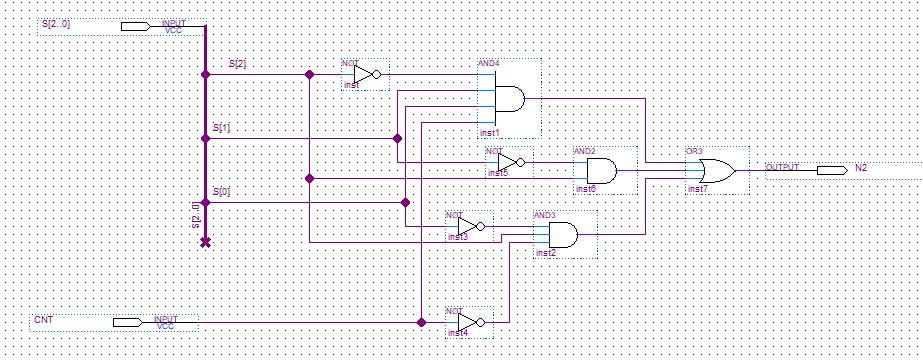 S[2..0]
INPUT
VCC
S[2]
NOT
inst
AND4
inst1
S[1]
NOT
inst5
AND2
inst6
OR3
inst7
OUTPUT
N2
S[0]
S[2..0]
NOT
inst3
AND3
inst2
CNT
INPUT
VCC
NOT
inst4